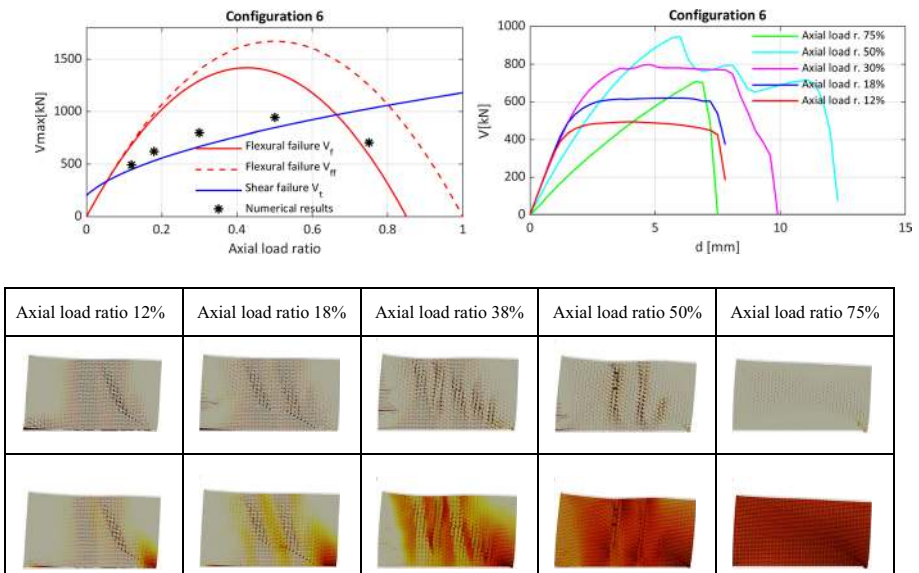 Configuration 6
Vmax[kN]
1500
1000
500
0
0 0.2 0.4 0.6 0.8 1
Axial load ratio
Flexural failure Vf
Flexural failure Vff
Shear failure Vt
Numerical results
Configuration 6
V[kN]
1000
800
600
400
200
0
0 5 10 15
d [mm]
Axial load r. 75%
Axial load r. 50%
Axial load r. 30%
Axial load r. 18%
Axial load r. 12%
Axial load ratio 12% Axial load ratio 18% Axial load ratio 38% Axial load ratio 50% Axial load ratio 75%